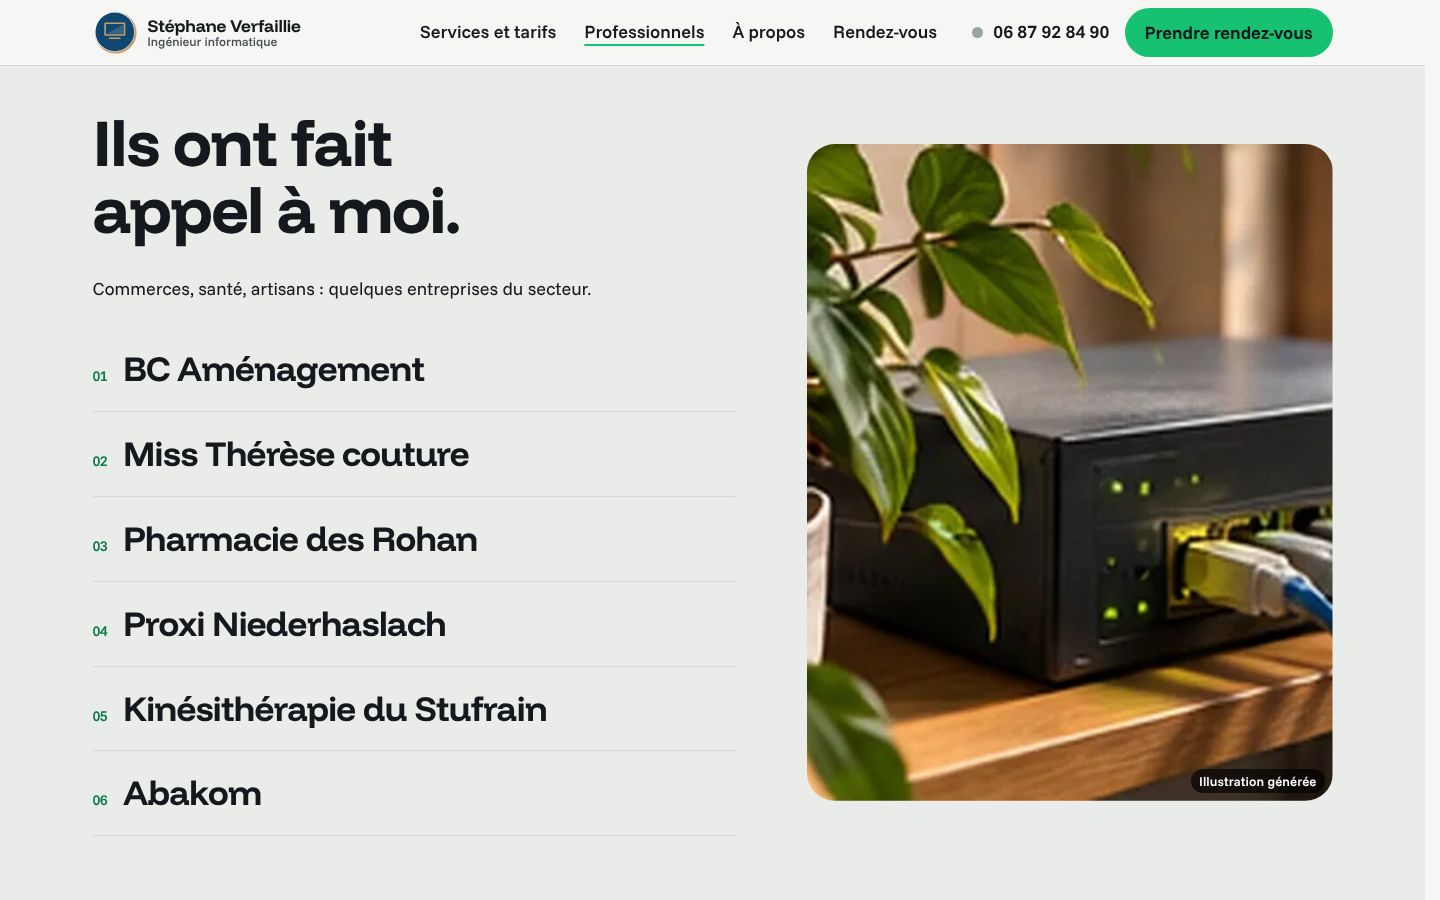 Stéphane Verfaillie
Ingénieur informatique
Services et tarifs
Professionnels
À propos
Rendez-vous
06 87 92 84 90
Prendre rendez-vous
Ils ont fait
appel à moi.
Commerces, santé, artisans : quelques entreprises du secteur.
01 BC Aménagement
02 Miss Thérèse couture
03 Pharmacie des Rohan
04 Proxi Niederhaslach
05 Kinésithérapie du Stufrain
06 Abakom
Illustration générée